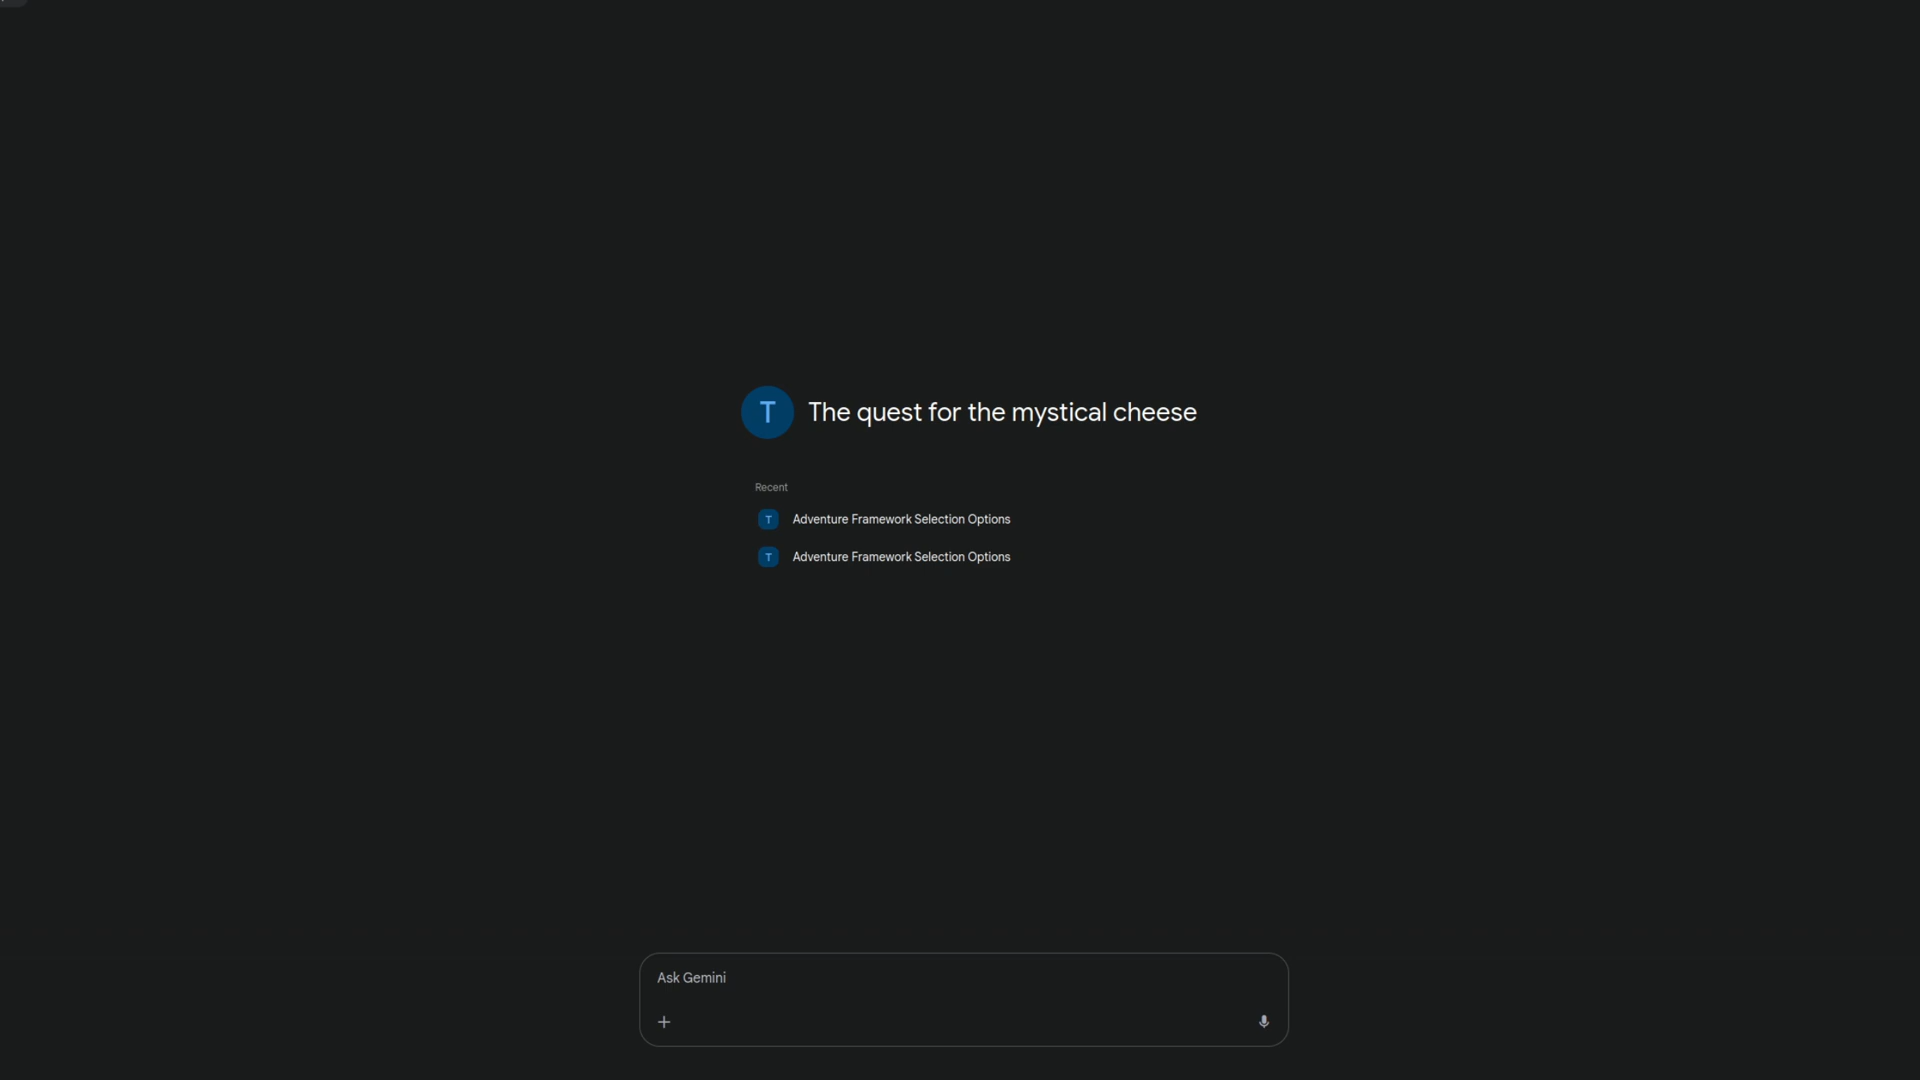 T The quest for the mystical cheese
Recent
T Adventure Framework Selection Options
T Adventure Framework Selection Options
Ask Gemini